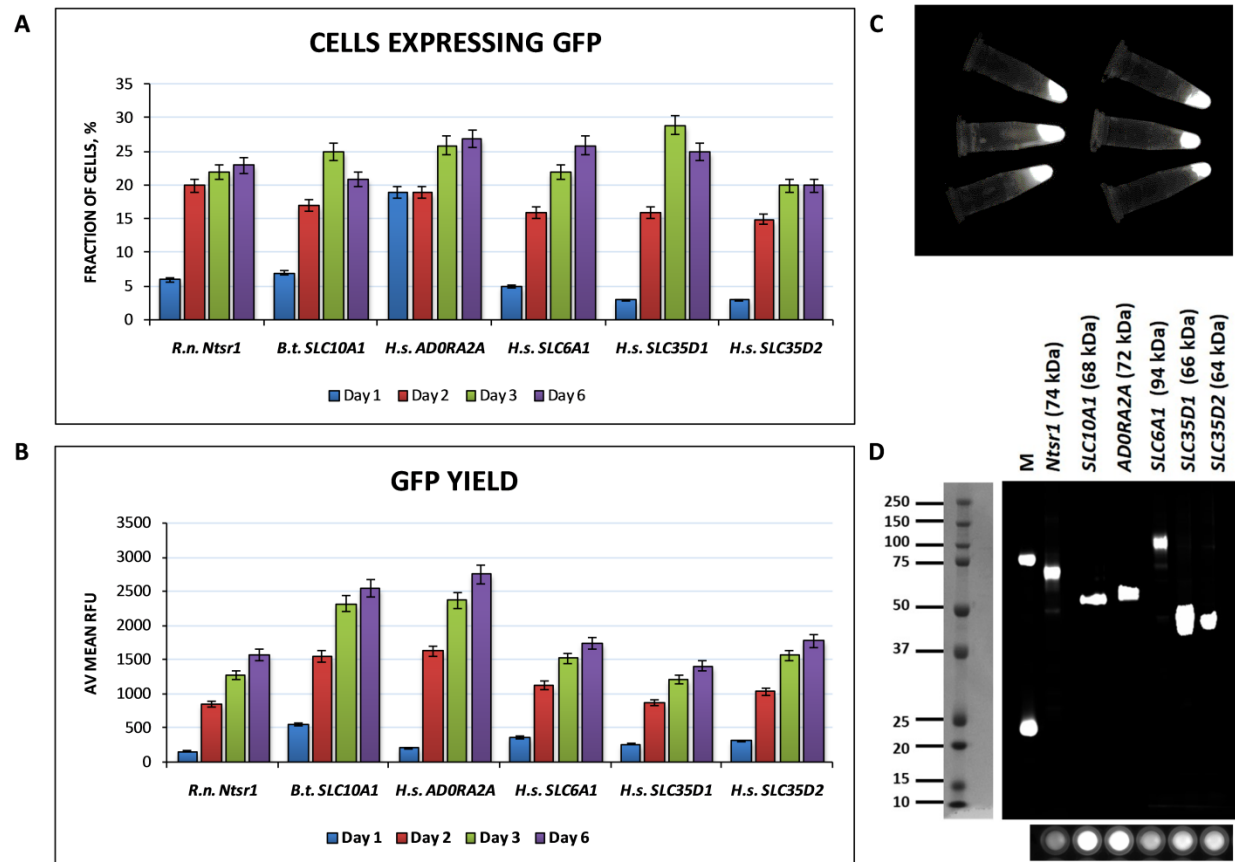 A
CELLS EXPRESSING GFP
FRACTION OF CELLS, %
35
30
25
20
15
10
5
0
R.n. Ntsr1 B.t. SLC10A1 H.s. ADORA2A H.s. SLC6A1 H.s. SLC35D1 H.s. SLC35D2
Day 1 Day 2 Day 3 Day 6
B
GFP YIELD
AV MEAN RFU
3500
3000
2500
2000
1500
1000
500
0
R.n. Ntsr1 B.t. SLC10A1 H.s. ADORA2A H.s. SLC6A1 H.s. SLC35D1 H.s. SLC35D2
Day 1 Day 2 Day 3 Day 6
C
D
M
Ntsr1 (74 kDa)
SLC10A1 (68 kDa)
ADORA2A (72 kDa)
SLC6A1 (94 kDa)
SLC35D1 (66 kDa)
SLC35D2 (64 kDa)
250
150
100
75
50
37
25
20
15
10